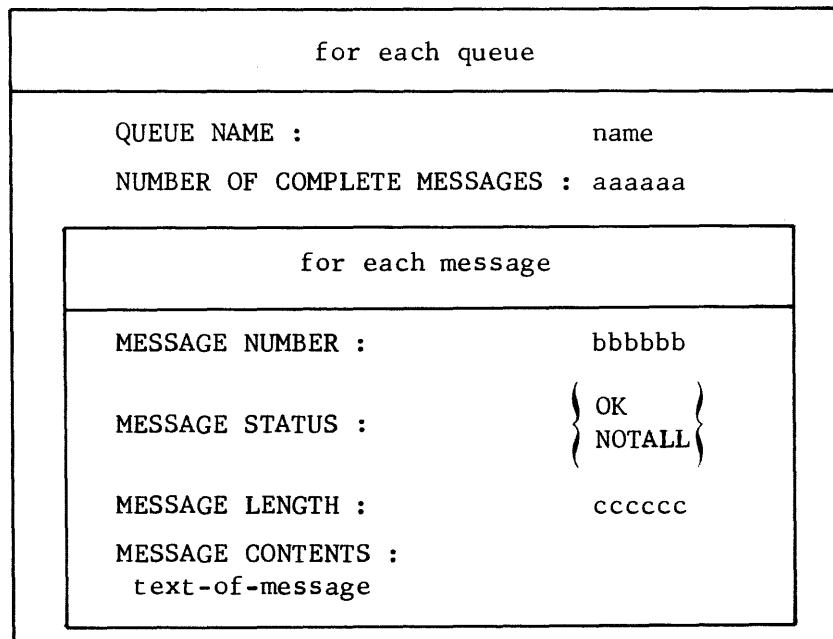 for each queue
QUEUE NAME : name
NUMBER OF COMPLETE MESSAGES : aaaaaa
for each message
MESSAGE NUMBER : bbbbbb
MESSAGE STATUS : { OK
NOTALL }
MESSAGE LENGTH : cccccc
MESSAGE CONTENTS :
text-of-message